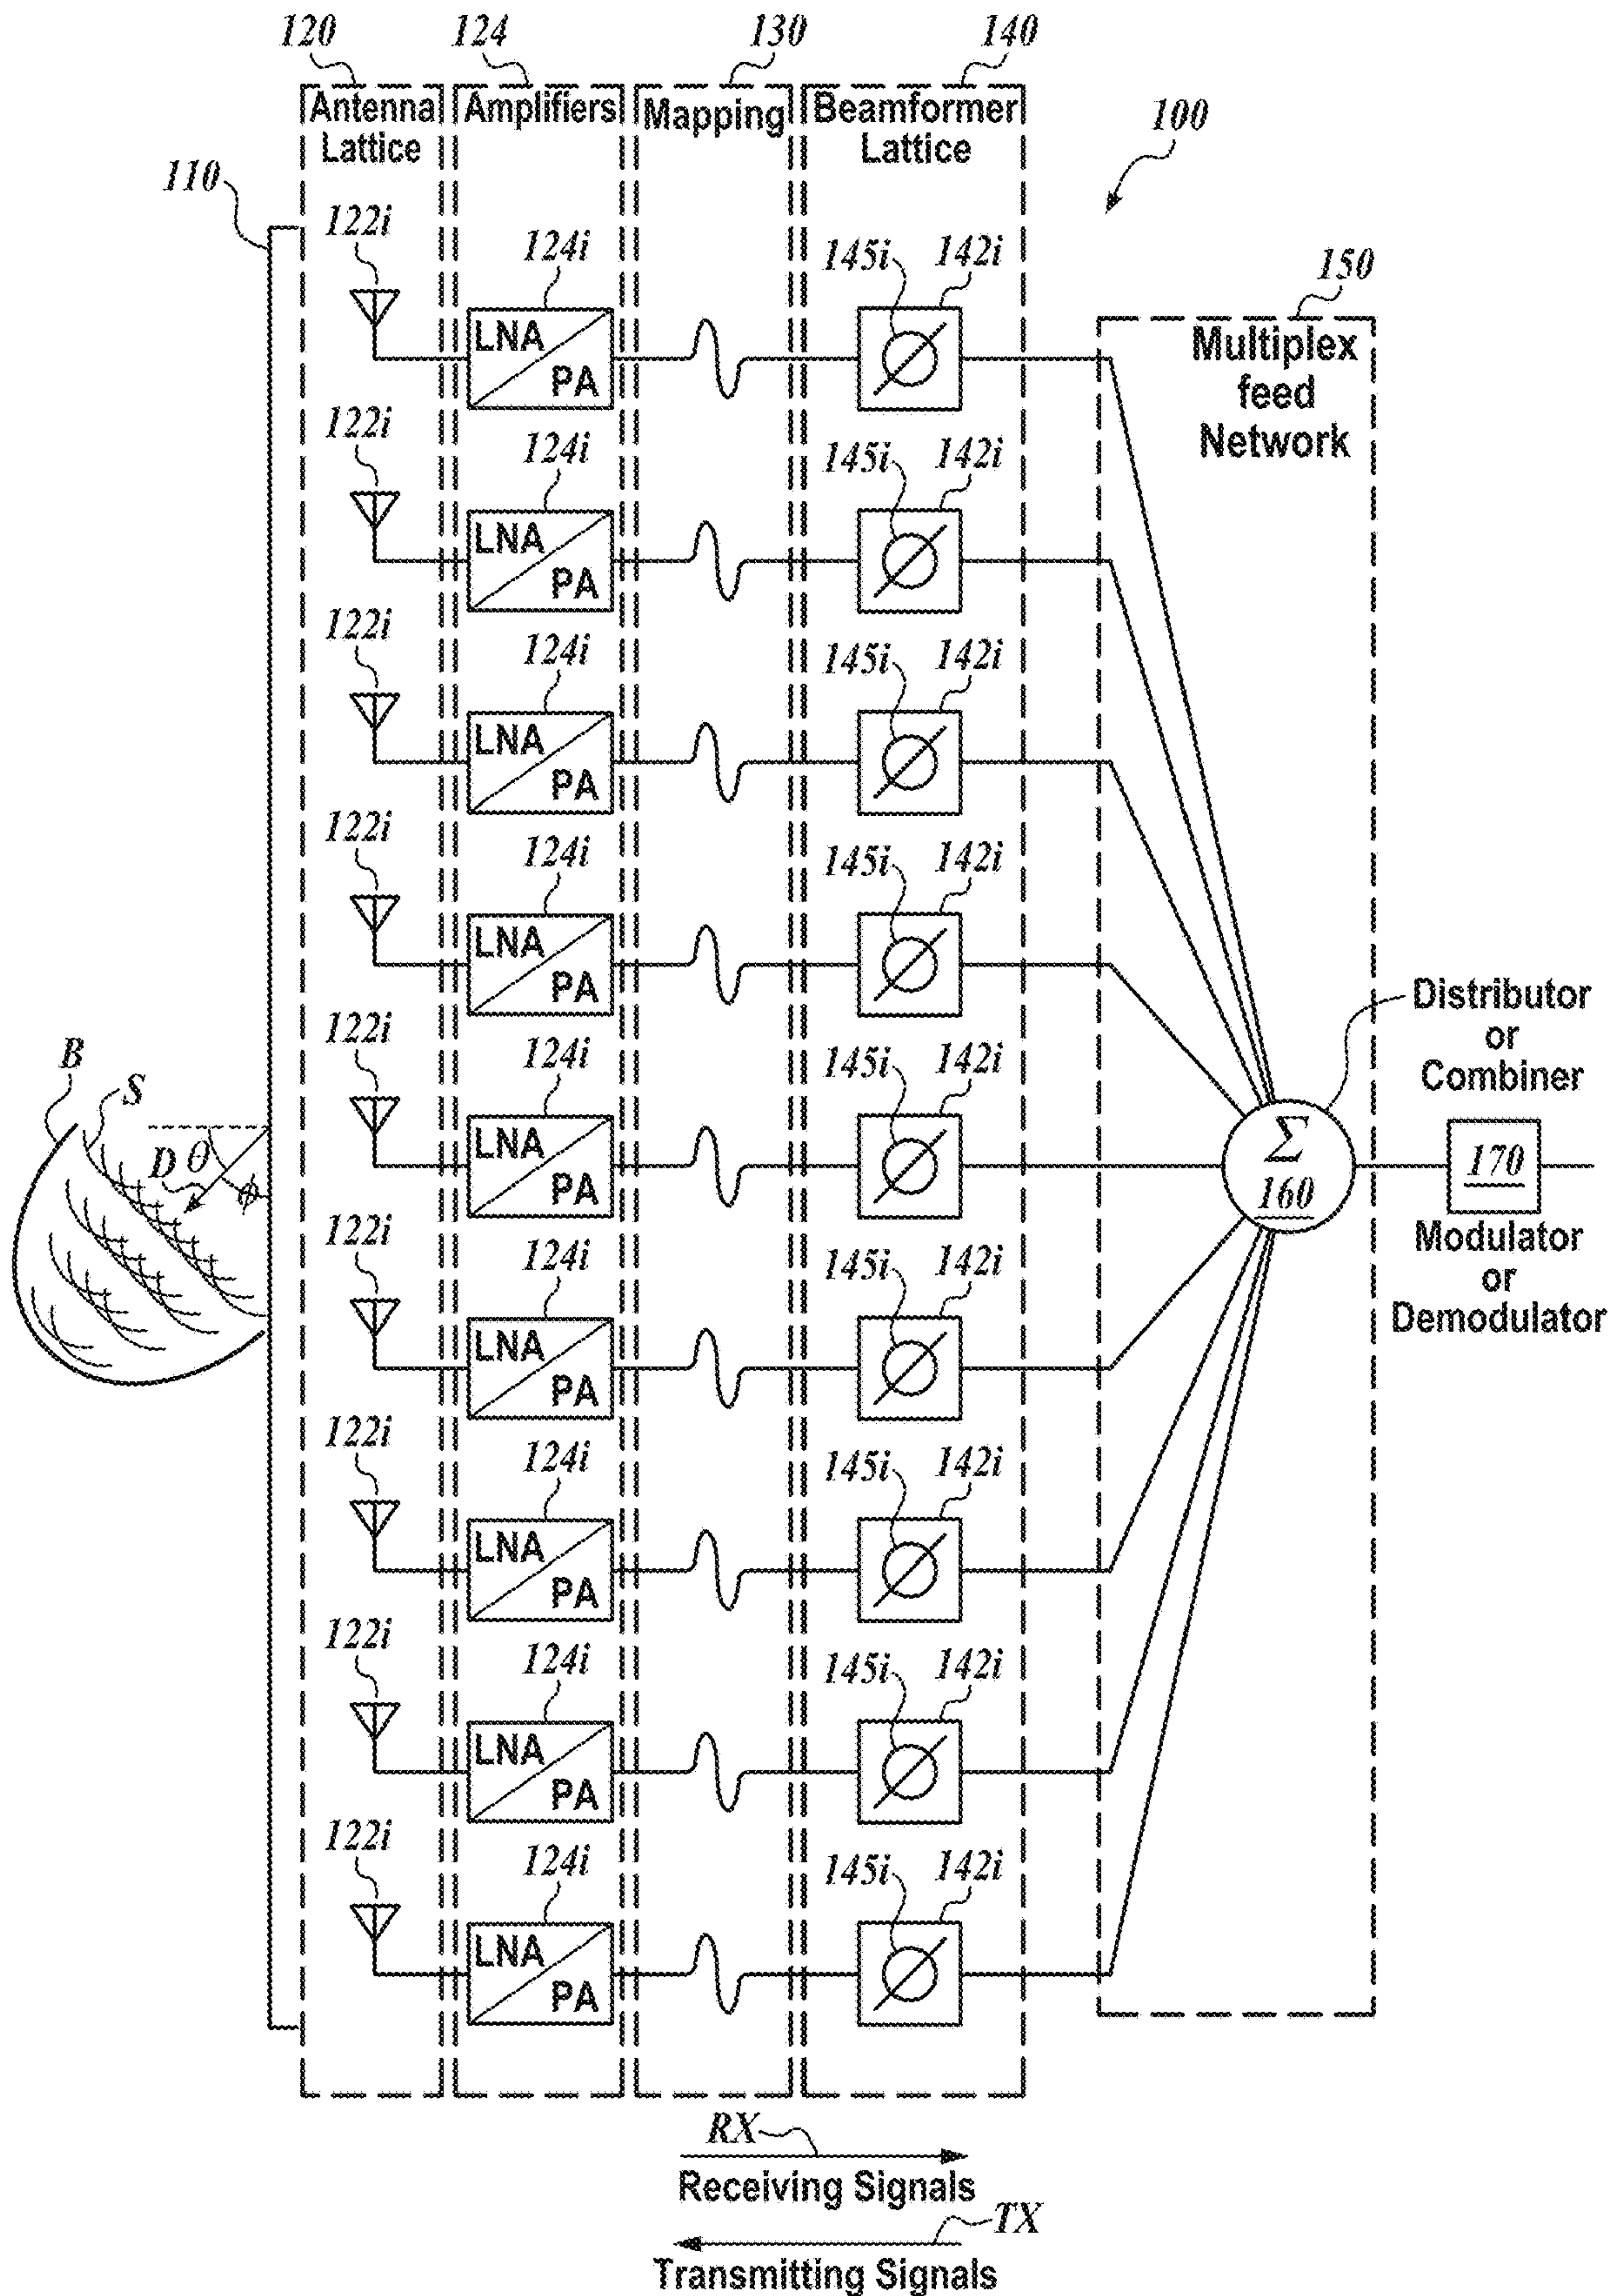 120 124 130 140
Antenna Amplifiers Mapping Beamformer
Lattice Lattice
100
110
122i 124i 145i 142i 150
LNA
PA
Multiplex
feed
Network
122i 124i 145i 142i
LNA
PA
122i 124i 145i 142i
LNA
PA
122i 124i 145i 142i
LNA
PA
Distributor
or
Combiner
122i 124i 145i 142i
LNA
PA
B
S
D θ
ϕ
Σ
160
170
Modulator
or
Demodulator
122i 124i 145i 142i
LNA
PA
122i 124i 145i 142i
LNA
PA
122i 124i 145i 142i
LNA
PA
122i 124i 145i 142i
LNA
PA
RX
Receiving Signals
TX
Transmitting Signals